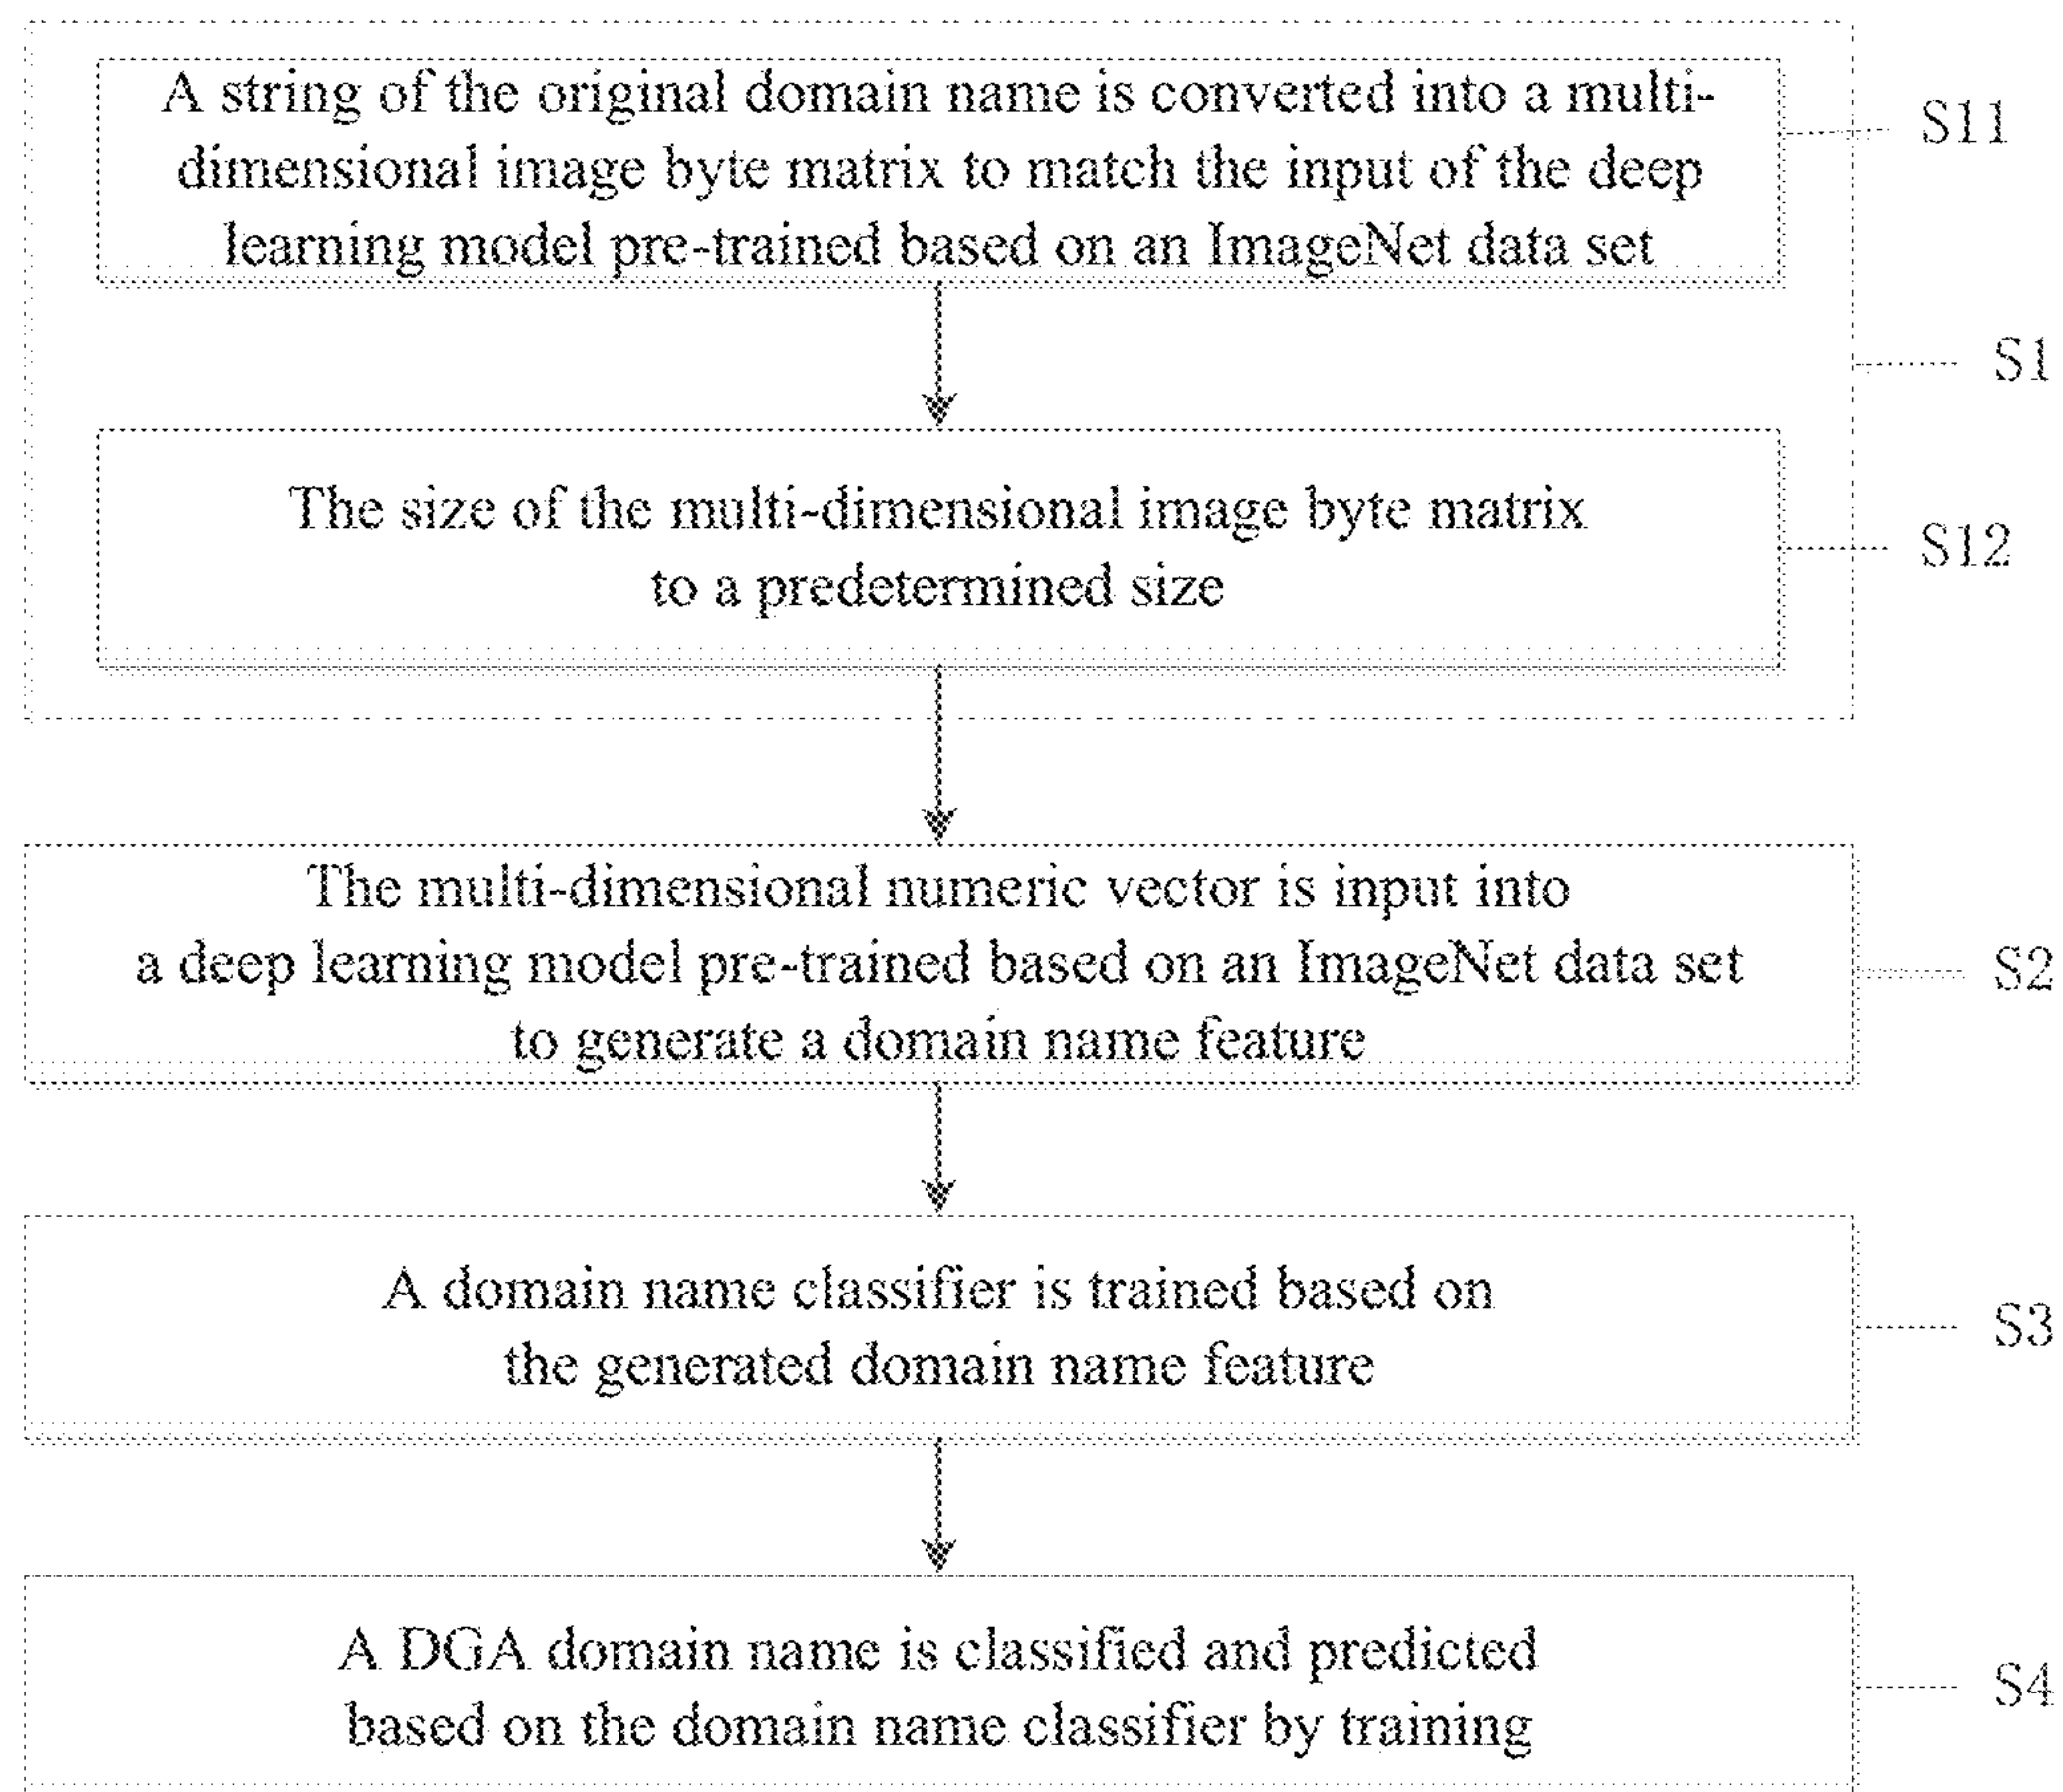 A string of the original domain name is converted into a multi-
dimensional image byte matrix to match the input of the deep
learning model pre-trained based on an ImageNet data set
S11
S1
The size of the multi-dimensional image byte matrix
to a predetermined size
S12
The multi-dimensional numeric vector is input into
a deep learning model pre-trained based on an ImageNet data set
to generate a domain name feature
S2
A domain name classifier is trained based on
the generated domain name feature
S3
A DGA domain name is classified and predicted
based on the domain name classifier by training
S4